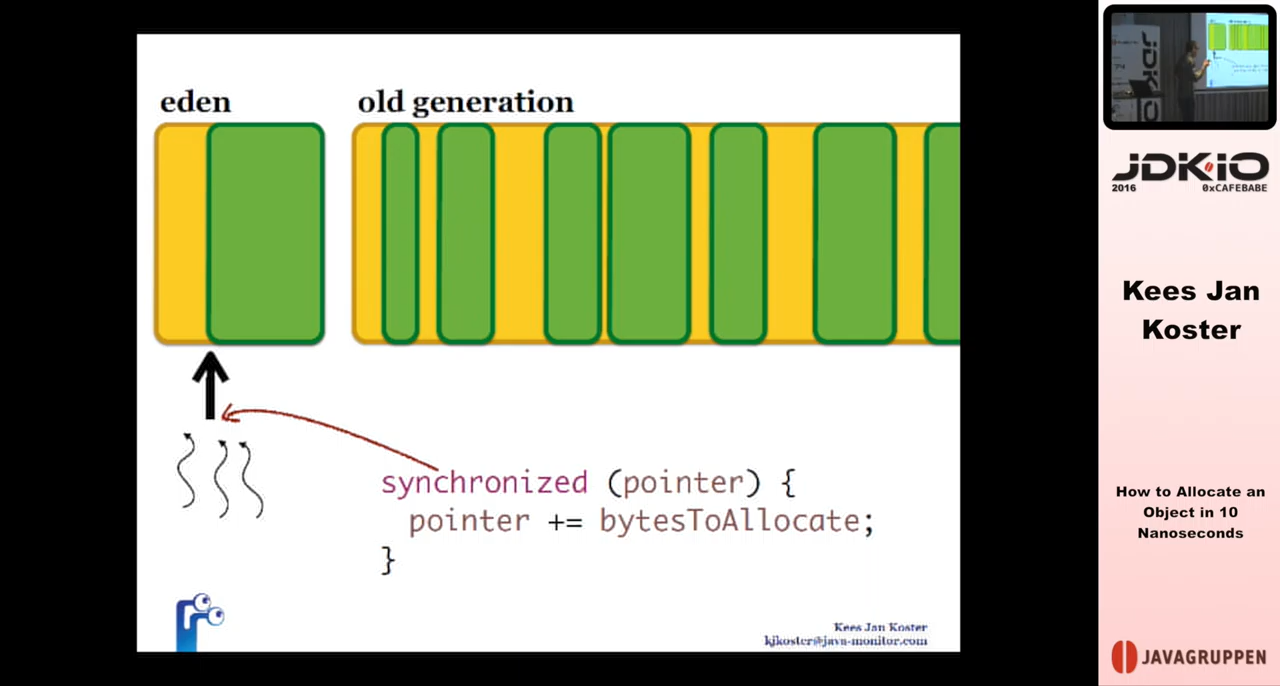 eden
old generation
synchronized (pointer) {
pointer += bytesToAllocate;
}
Kees Jan Koster
kjkoster@java-monitor.com
JDK.IO
2016
0xCAFEBABE
Kees Jan
Koster
How to Allocate an
Object in 10
Nanoseconds
JAVAGRUPPEN